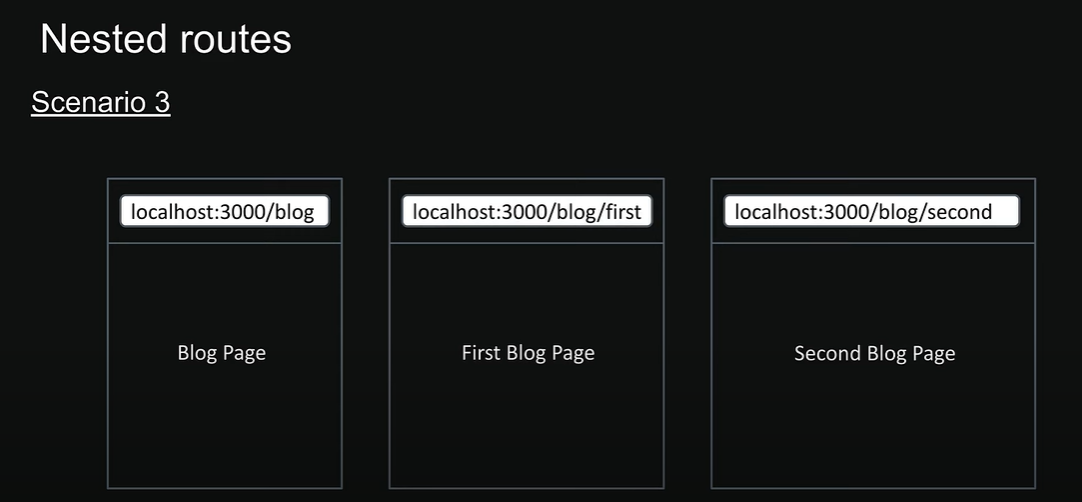 Nested routes
Scenario 3
localhost:3000/blog
localhost:3000/blog/first
localhost:3000/blog/second
Blog Page
First Blog Page
Second Blog Page